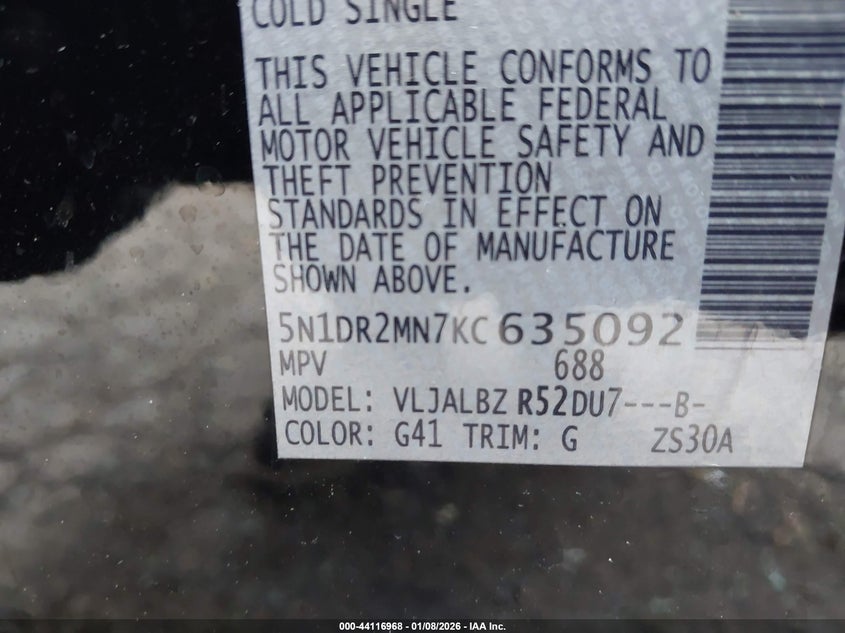 COLD SINGLE
THIS VEHICLE CONFORMS TO
ALL APPLICABLE FEDERAL
MOTOR VEHICLE SAFETY AND
THEFT PREVENTION
STANDARDS IN EFFECT ON
THE DATE OF MANUFACTURE
SHOWN ABOVE.
5N1DR2MN7KC 635092
MPV 688
MODEL: VLJALBZ R52DU7---B-
COLOR: G41 TRIM: G ZS30A
000-44116968 - 01/08/2026 - IAA Inc.